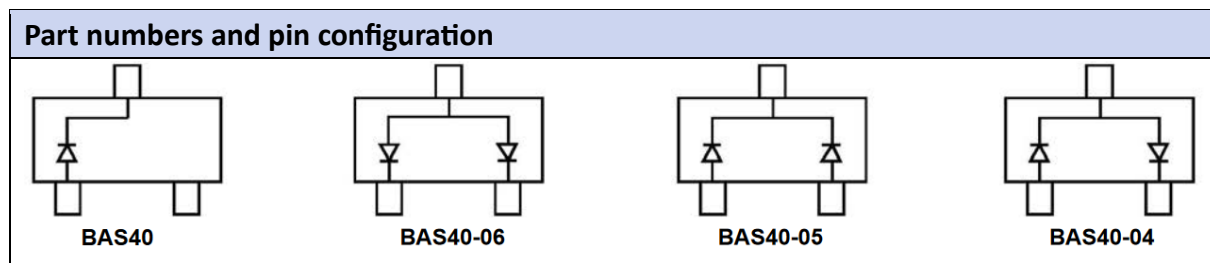 Part numbers and pin configuration
BAS40
BAS40-06
BAS40-05
BAS40-04